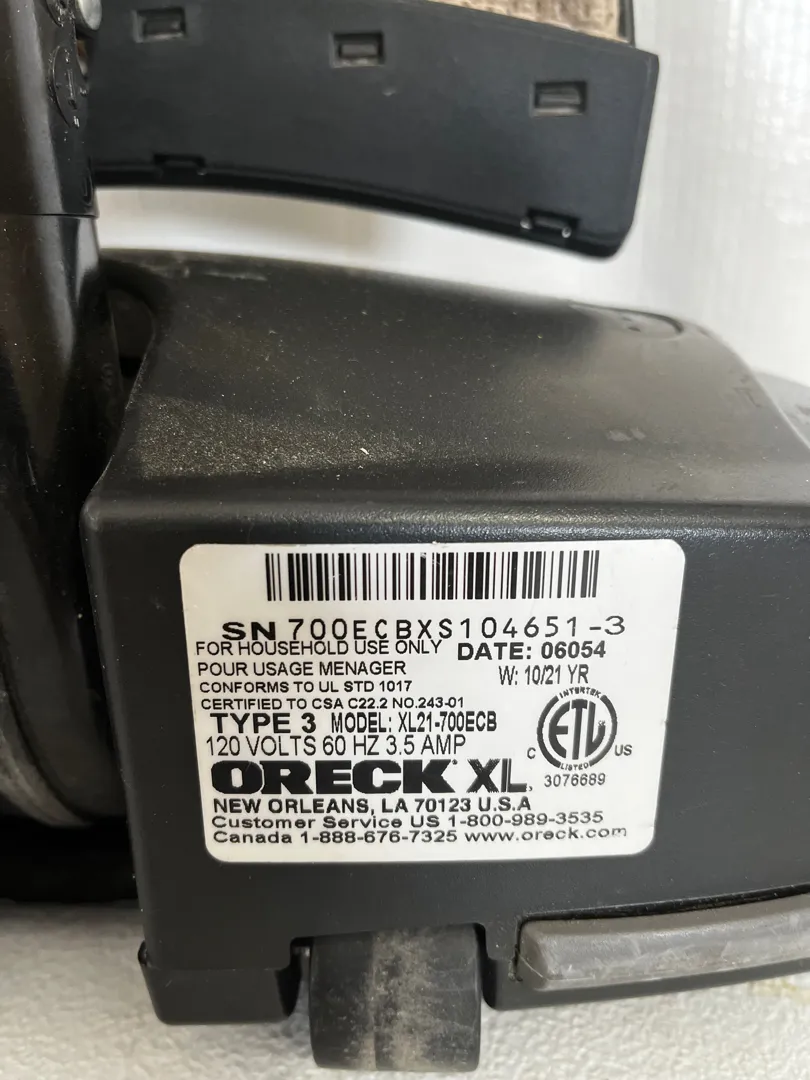 SN 700ECBXS104651-3
FOR HOUSEHOLD USE ONLY DATE: 06054
POUR USAGE MENAGER W: 10/21 YR
CONFORMS TO UL STD 1017
CERTIFIED TO CSA C22.2 NO.243-01
TYPE 3 MODEL: XL21-700ECB
120 VOLTS 60 HZ 3.5 AMP
INTERTEK
C ETL US
LISTED
3076689
ORECK XL
NEW ORLEANS, LA 70123 U.S.A
Customer Service US 1-800-989-3535
Canada 1-888-676-7325 www.oreck.com